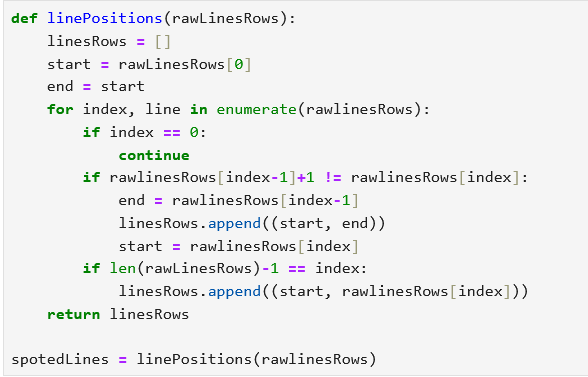 def linePositions(rawLinesRows):
    linesRows = []
    start = rawLinesRows[0]
    end = start
    for index, line in enumerate(rawlinesRows):
        if index == 0:
            continue
        if rawlinesRows[index-1]+1 != rawlinesRows[index]:
            end = rawlinesRows[index-1]
            linesRows.append((start, end))
            start = rawlinesRows[index]
        if len(rawLinesRows)-1 == index:
            linesRows.append((start, rawlinesRows[index]))
    return linesRows

spotedLines = linePositions(rawlinesRows)